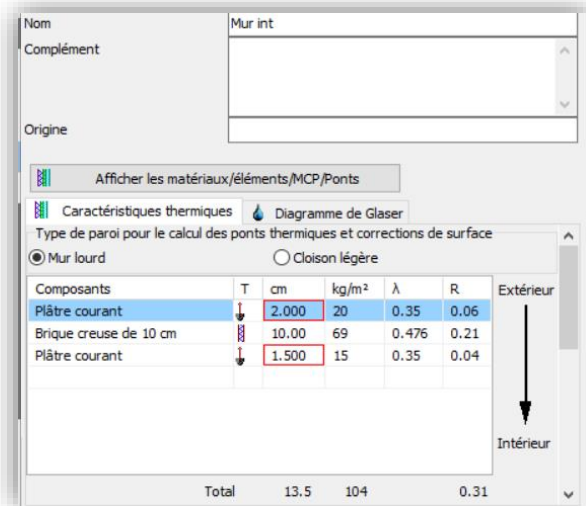 Nom Mur int
Complément
Origine
Afficher les matériaux/éléments/MCP/Ponts
Caractéristiques thermiques Diagramme de Glaser
Type de paroi pour le calcul des ponts thermiques et corrections de surface
Mur lourd Cloison légère
Composants T cm kg/m² λ R Extérieur
Plâtre courant 2.000 20 0.35 0.06
Brique creuse de 10 cm 10.00 69 0.476 0.21
Plâtre courant 1.500 15 0.35 0.04
Intérieur
Total 13.5 104 0.31